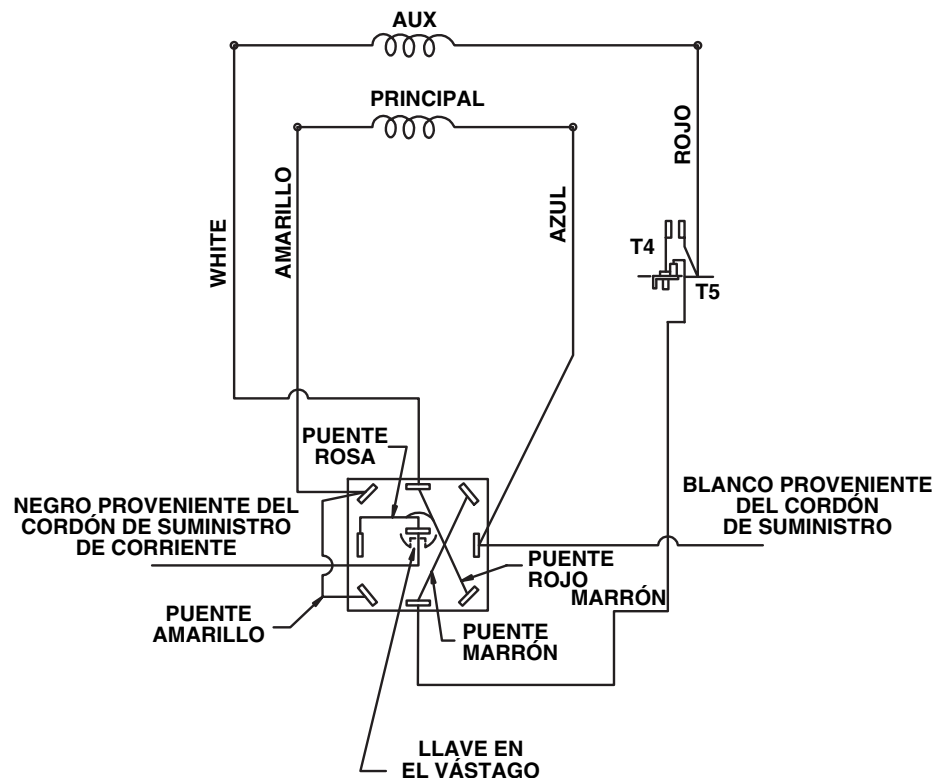 AUX
PRINCIPAL
ROJO
AMARILLO
AZUL
WHITE
T4
T5
PUENTE
ROSA
NEGRO PROVENIENTE DEL
CORDÓN DE SUMINISTRO
DE CORRIENTE
BLANCO PROVENIENTE
DEL CORDÓN
DE SUMINISTRO
PUENTE
ROJO
MARRÓN
PUENTE
AMARILLO
PUENTE
MARRÓN
LLAVE EN
EL VÁSTAGO